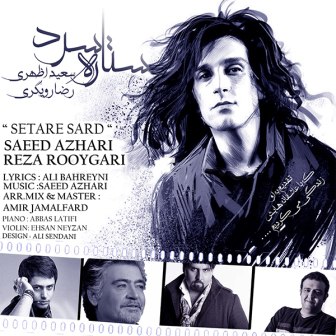 ستاره سرد
سعید اظهری
رضا رویگری
" SETARE SARD "
SAEED AZHARI
REZA ROOYGARI
LYRICS : ALI BAHREYNI
MUSIC :SAEED AZHARI
ARR.MIX & MASTER :
AMIR JAMALFARD
PIANO : ABBAS LATIFI
VIOLIN: EHSAN NEYZAN
DESIGN - ALI SENDANI